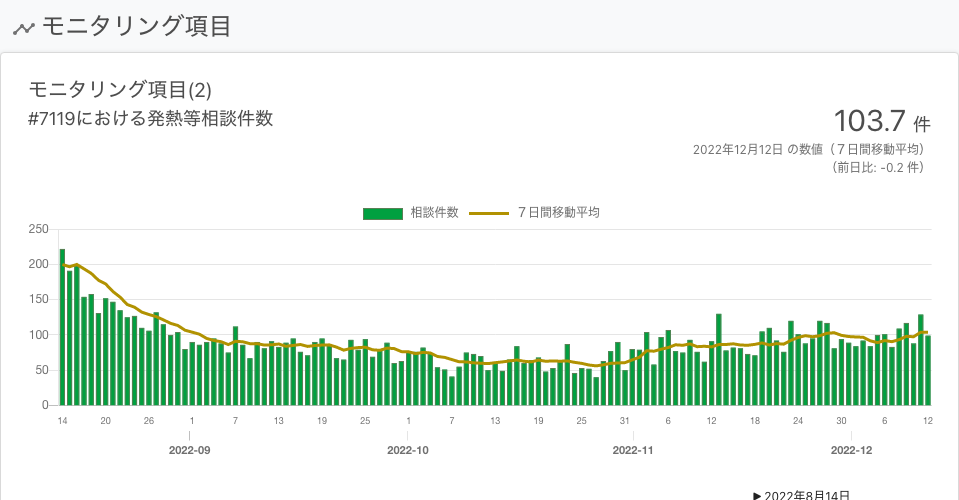 モニタリング項目
モニタリング項目(2)
#7119における発熱等相談件数
103.7 件
2022年12月12日 の数値（７日間移動平均）
（前日比: -0.2 件）
相談件数 ７日間移動平均
250
200
150
100
50
0
14 20 26 1 7 13 19 25 1 7 13 19 25 31 6 12 18 24 30 6 12
2022-09 2022-10 2022-11 2022-12
▶ 2022年8月14日